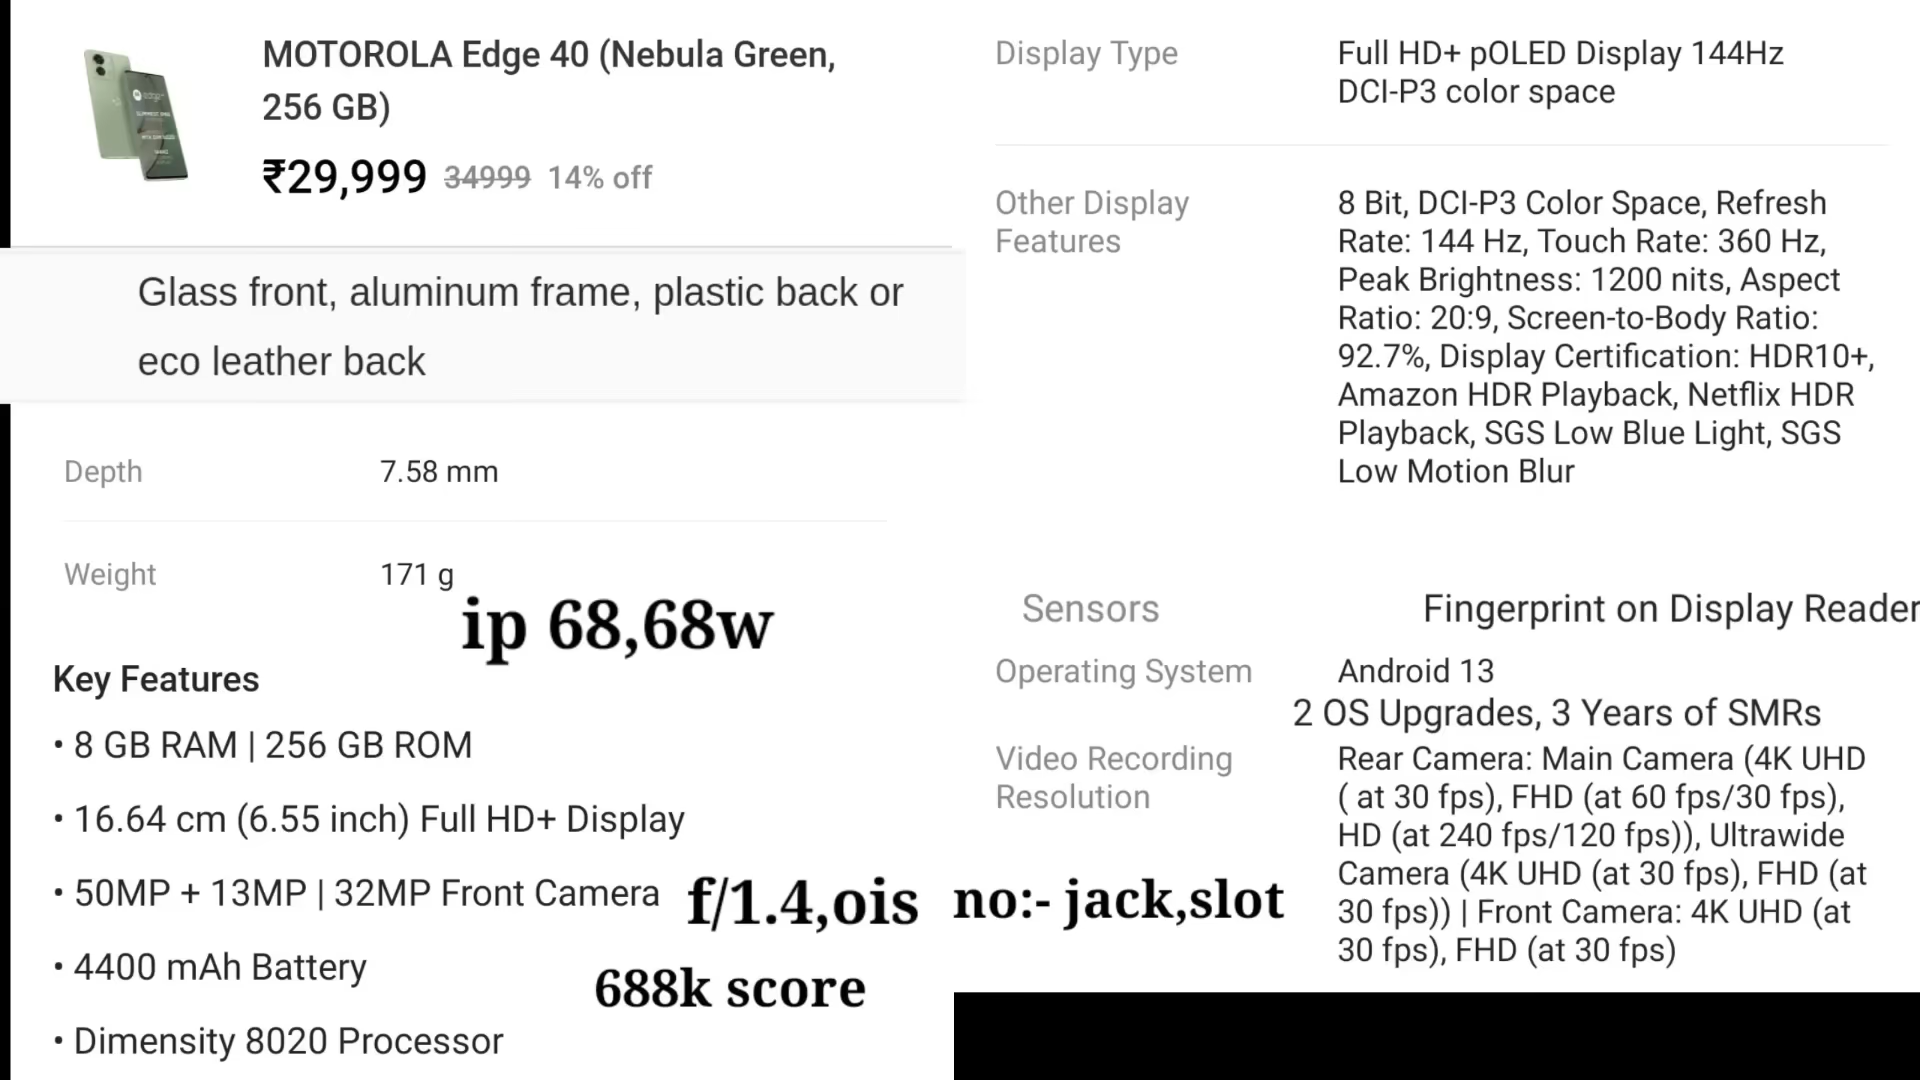 MOTOROLA Edge 40 (Nebula Green,
256 GB)
₹29,999 34999 14% off
Glass front, aluminum frame, plastic back or
eco leather back
Depth 7.58 mm
Weight 171 g
ip 68,68w
Key Features
• 8 GB RAM | 256 GB ROM
• 16.64 cm (6.55 inch) Full HD+ Display
• 50MP + 13MP | 32MP Front Camera f/1.4,ois
• 4400 mAh Battery
688k score
• Dimensity 8020 Processor
Display Type Full HD+ pOLED Display 144Hz
DCI-P3 color space
Other Display 8 Bit, DCI-P3 Color Space, Refresh
Features Rate: 144 Hz, Touch Rate: 360 Hz,
Peak Brightness: 1200 nits, Aspect
Ratio: 20:9, Screen-to-Body Ratio:
92.7%, Display Certification: HDR10+,
Amazon HDR Playback, Netflix HDR
Playback, SGS Low Blue Light, SGS
Low Motion Blur
Sensors Fingerprint on Display Reader
Operating System Android 13
2 OS Upgrades, 3 Years of SMRs
Video Recording Rear Camera: Main Camera (4K UHD
Resolution ( at 30 fps), FHD (at 60 fps/30 fps),
HD (at 240 fps/120 fps)), Ultrawide
Camera (4K UHD (at 30 fps), FHD (at
no:- jack,slot 30 fps)) | Front Camera: 4K UHD (at
30 fps), FHD (at 30 fps)